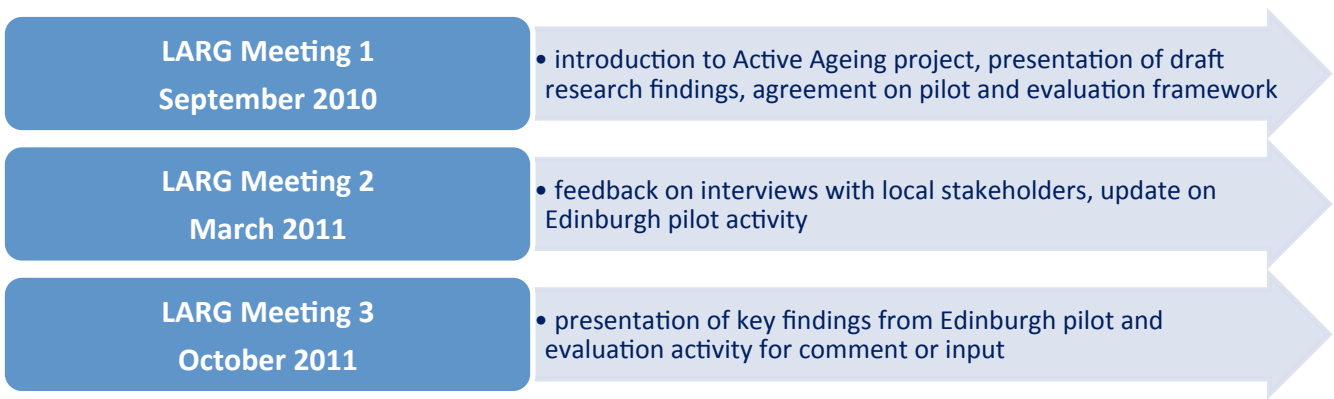 LARG Meeting 1
September 2010
• introduction to Active Ageing project, presentation of draft
research findings, agreement on pilot and evaluation framework
LARG Meeting 2
March 2011
• feedback on interviews with local stakeholders, update on
Edinburgh pilot activity
LARG Meeting 3
October 2011
• presentation of key findings from Edinburgh pilot and
evaluation activity for comment or input